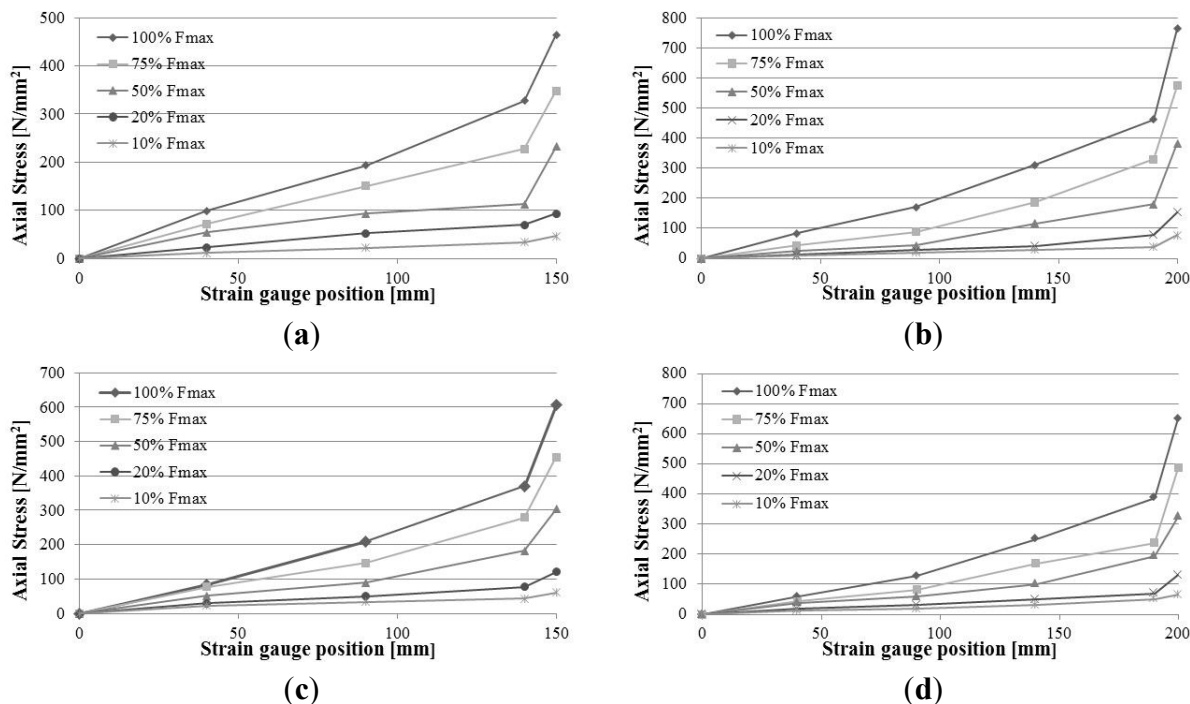 500
400
300
200
100
0
Axial Stress [N/mm²]
100% Fmax
75% Fmax
50% Fmax
20% Fmax
10% Fmax
0
50
100
150
Strain gauge position [mm]
(a)
800
700
600
500
400
300
200
100
0
Axial Stress [N/mm²]
100% Fmax
75% Fmax
50% Fmax
20% Fmax
10% Fmax
0
50
100
150
200
Strain gauge position [mm]
(b)
700
600
500
400
300
200
100
0
Axial Stress [N/mm²]
100% Fmax
75% Fmax
50% Fmax
20% Fmax
10% Fmax
0
50
100
150
Strain gauge position [mm]
(c)
800
700
600
500
400
300
200
100
0
Axial Stress [N/mm²]
100% Fmax
75% Fmax
50% Fmax
20% Fmax
10% Fmax
0
50
100
150
200
Strain gauge position [mm]
(d)